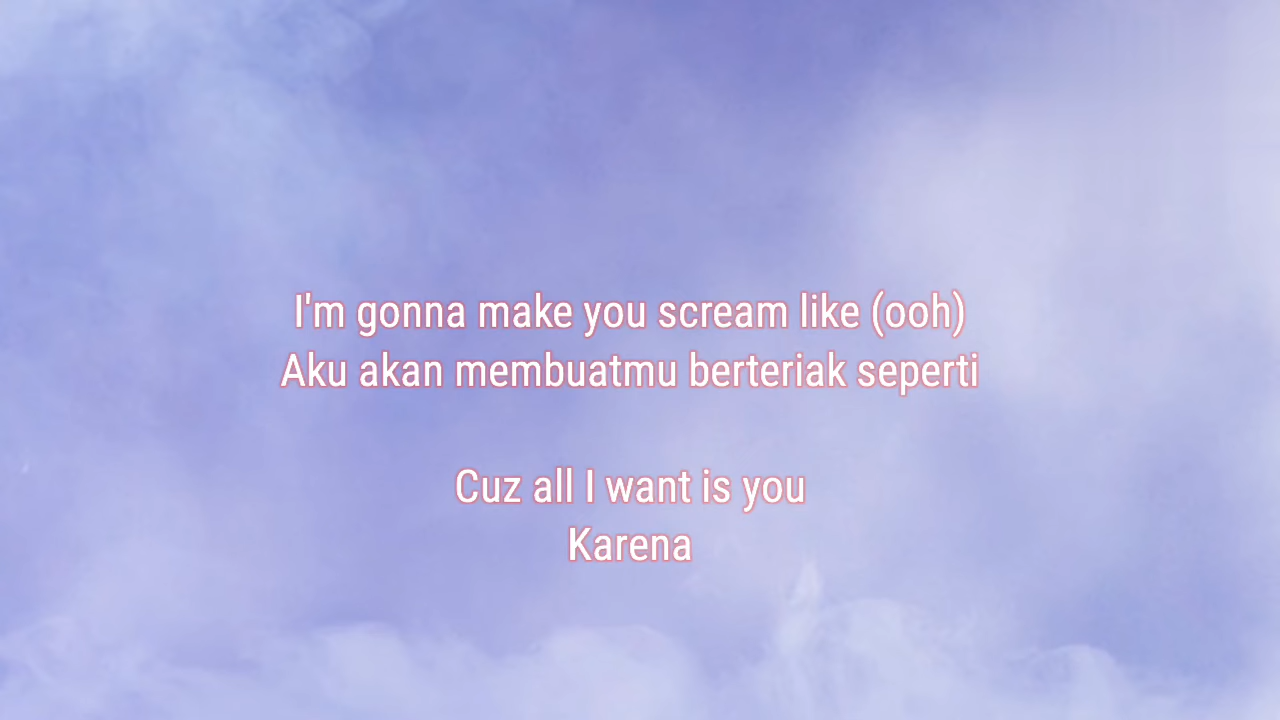 I'm gonna make you scream like (ooh)
Aku akan membuatmu berteriak seperti
Cuz all I want is you
Karena